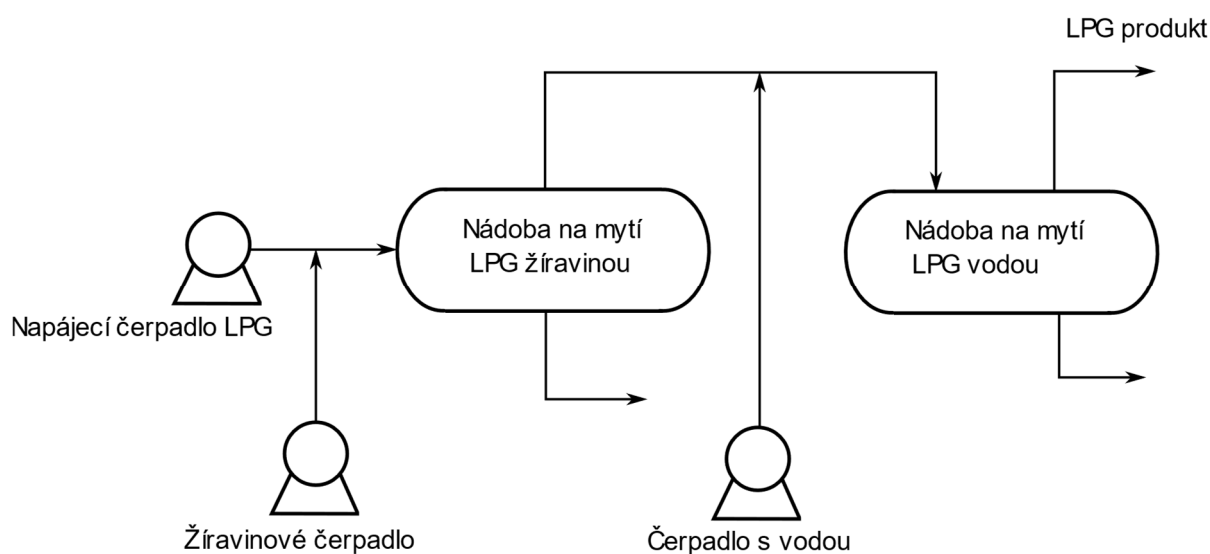 LPG produkt
Nádoba na mytí
LPG žíravinou
Nádoba na mytí
LPG vodou
Napájecí čerpadlo LPG
Žíravinové čerpadlo
Čerpadlo s vodou